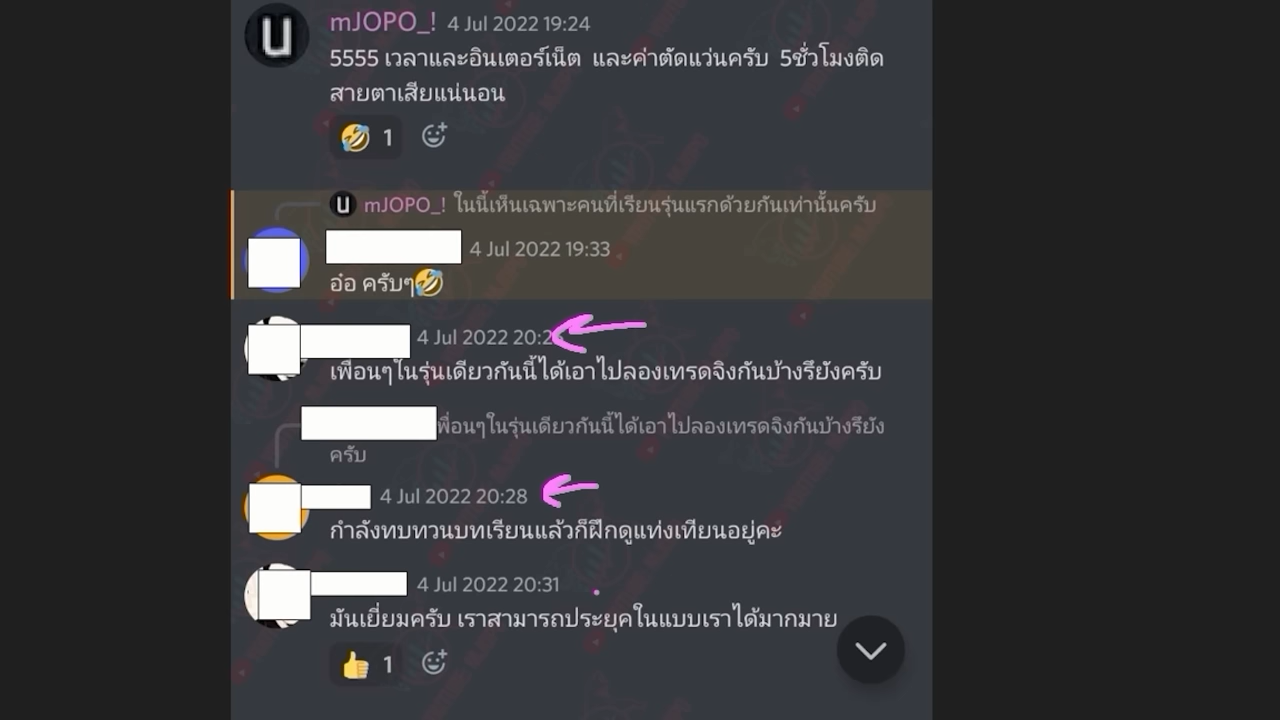 mJOPO_! 4 Jul 2022 19:24
5555 เวลาและอินเตอร์เน็ต และค่าตัดแว่นครับ 5ชั่วโมงติด
สายตาเสียแน่นอน
1
mJOPO_! ในนี้เห็นเฉพาะคนที่เรียนรุ่นแรกด้วยกันเท่านั้นครับ
4 Jul 2022 19:33
อ๋อ ครับๆ
4 Jul 2022
เพื่อนๆในรุ่นเดียวกันนี้ได้เอาไปลองเทรดจิงกันบ้างรึยังครับ
พื่อนๆในรุ่นเดียวกันนี้ได้เอาไปลองเทรดจิงกันบ้างรึยัง
ครับ
4 Jul 2022 20:28
กำลังทบทวนบทเรียนแล้วก็ฝึกดูแท่งเทียนอยู่คะ
4 Jul 2022 20:31
มันเยี่ยมครับ เราสามารถประยุคในแบบเราได้มากมาย
1